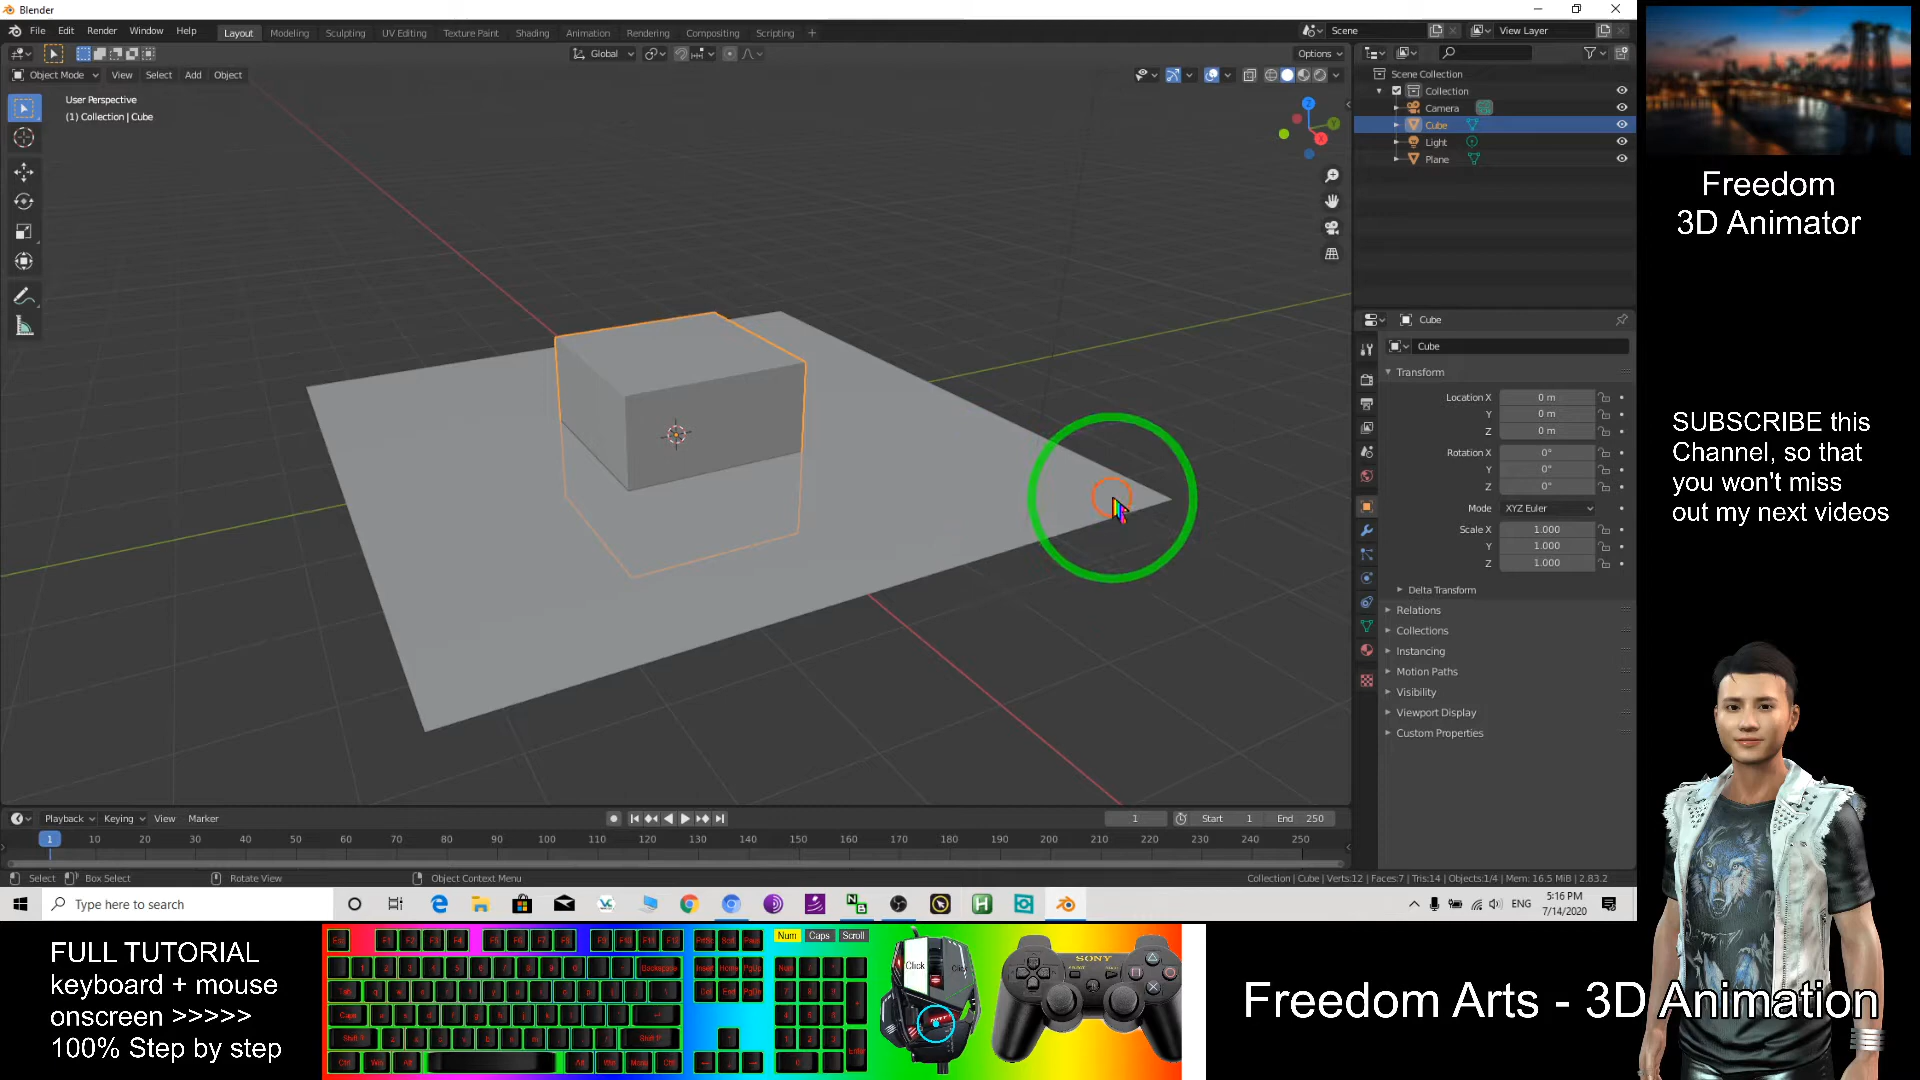 Blender
File Edit Render Window Help
Layout Modeling Sculpting UV Editing Texture Paint Shading Animation Rendering Compositing Scripting +
Scene
View Layer
Global
Options
Object Mode View Select Add Object
User Perspective
(1) Collection | Cube
Scene Collection
Collection
Camera
Cube
Light
Plane
Cube
Cube
Transform
Location X 0 m
Y 0 m
Z 0 m
Rotation X 0°
Y 0°
Z 0°
Mode XYZ Euler
Scale X 1.000
Y 1.000
Z 1.000
Delta Transform
Relations
Collections
Instancing
Motion Paths
Visibility
Viewport Display
Custom Properties
Playback Keying View Marker
1 Start 1 End 250
1 10 20 30 40 50 60 70 80 90 100 110 120 130 140 150 160 170 180 190 200 210 220 230 240 250
Select Box Select Rotate View Object Context Menu
Collection | Cube | Verts:12 | Faces:7 | Tris:14 | Objects:1/4 | Mem: 16.5 MiB | 2.83.2
Type here to search
ENG
5:16 PM
7/14/2020
Freedom
3D Animator
SUBSCRIBE this
Channel, so that
you won't miss
out my next videos
FULL TUTORIAL
keyboard + mouse
onscreen >>>>>
100% Step by step
Num Caps Scroll
Click
SONY
Freedom Arts - 3D Animation